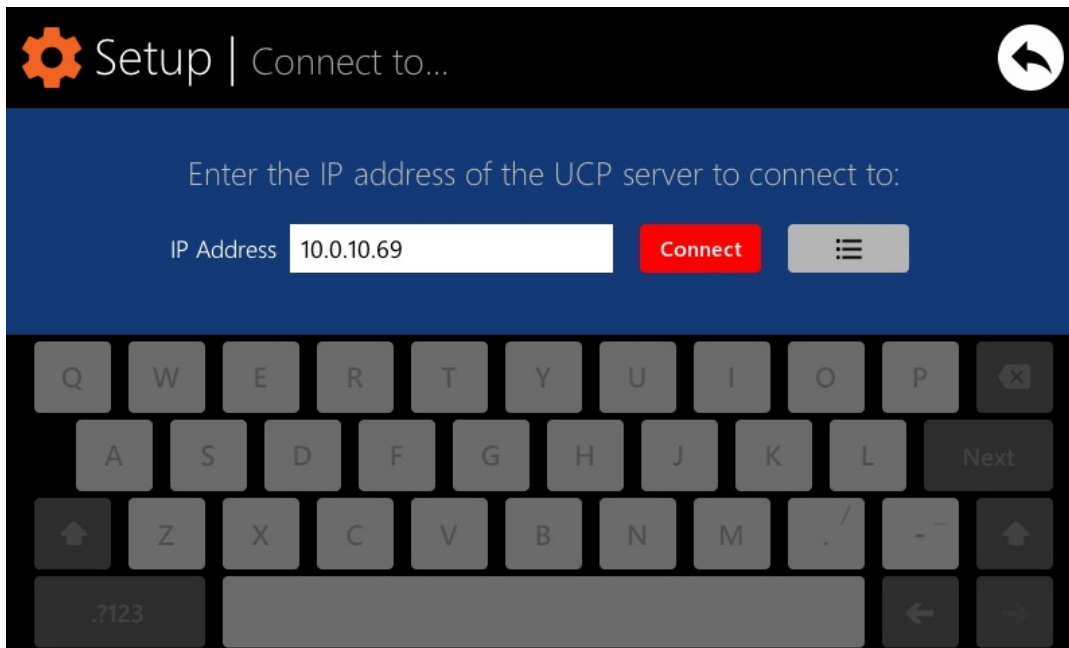 Setup | Connect to...
Enter the IP address of the UCP server to connect to:
IP Address 10.0.10.69 Connect
Q W E R T Y U I O P
A S D F G H J K L Next
Z X C V B N M . / - _
.?123